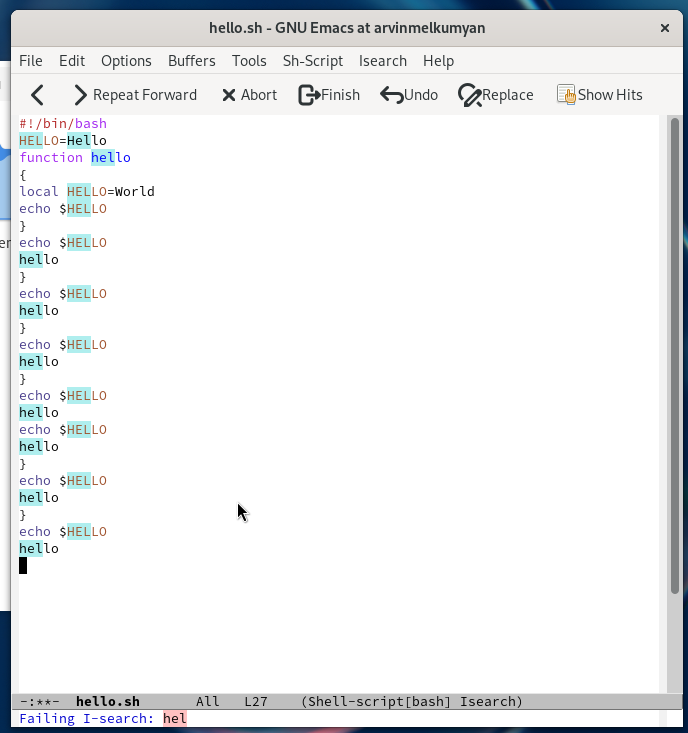 hello.sh - GNU Emacs at arvinmelkumyan ×
File Edit Options Buffers Tools Sh-Script Isearch Help
Repeat Forward Abort Finish Undo Replace Show Hits
#!/bin/bash
HELLO=Hello
function hello
{
local HELLO=World
echo $HELLO
}
echo $HELLO
hello
}
echo $HELLO
hello
}
echo $HELLO
hello
}
echo $HELLO
hello
echo $HELLO
hello
}
echo $HELLO
hello
}
echo $HELLO
hello
-:**- hello.sh All L27 (Shell-script[bash] Isearch)
Failing I-search: hel